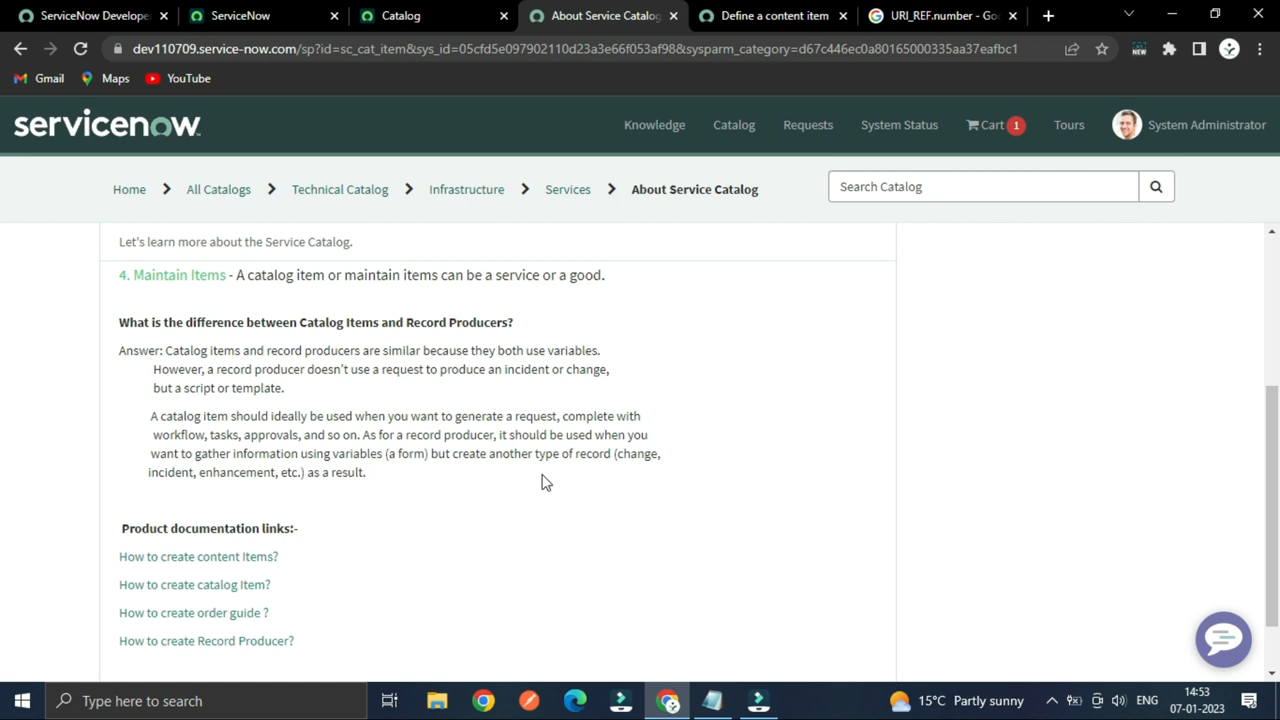 ServiceNow Develope
ServiceNow
Catalog
About Service Catalog
Define a content item
URI_REF.number - Goo
dev110709.service-now.com/sp?id=sc_cat_item&sys_id=05cfd5e097902110d23a3e66f053af98&sysparm_category=d67c446ec0a80165000335aa37eafbc1
NEW
Gmail
Maps
YouTube
servicenow
Knowledge
Catalog
Requests
System Status
Cart 1
Tours
System Administrator
Home
All Catalogs
Technical Catalog
Infrastructure
Services
About Service Catalog
Search Catalog
Let's learn more about the Service Catalog.
4. Maintain Items - A catalog item or maintain items can be a service or a good.
What is the difference between Catalog Items and Record Producers?
Answer: Catalog items and record producers are similar because they both use variables.
However, a record producer doesn't use a request to produce an incident or change,
but a script or template.
A catalog item should ideally be used when you want to generate a request, complete with
workflow, tasks, approvals, and so on. As for a record producer, it should be used when you
want to gather information using variables (a form) but create another type of record (change,
incident, enhancement, etc.) as a result.
Product documentation links:-
How to create content Items?
How to create catalog Item?
How to create order guide ?
How to create Record Producer?
Type here to search
15°C Partly sunny
ENG
14:53
07-01-2023